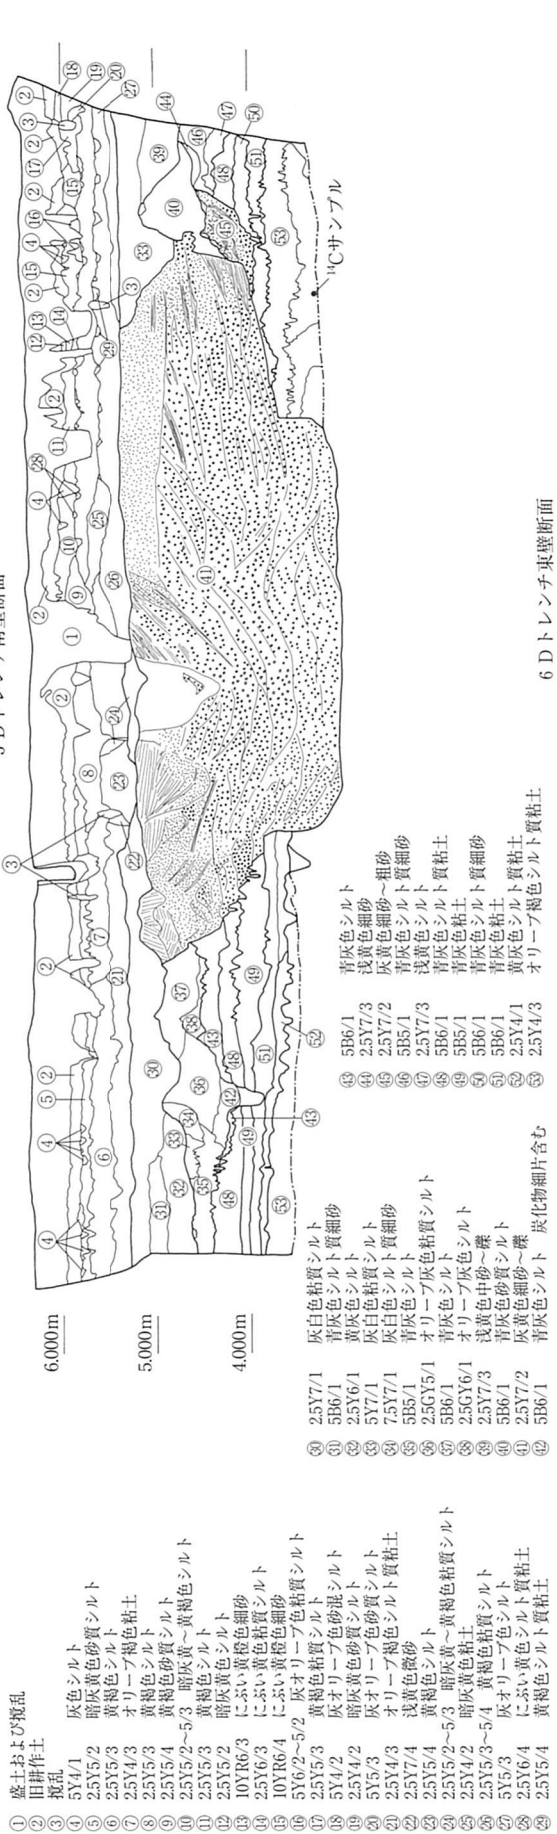 6.000m
5.000m
4.000m
¹⁴Cサンプル
6 Dトレンチ東壁断面
① 盛土および撹乱
② 旧耕作土
③ 撹乱
④ 5Y4/1 灰色シルト
⑤ 2.5Y5/2 暗灰黄色砂質シルト
⑥ 2.5Y5/3 黄褐色シルト
⑦ 2.5Y4/3 オリーブ褐色粘土
⑧ 2.5Y5/3 黄褐色シルト
⑨ 2.5Y5/4 黄褐色砂質シルト
⑩ 2.5Y5/2~5/3 暗灰黄~黄褐色シルト
⑪ 2.5Y5/3 黄褐色シルト
⑫ 2.5Y5/2 暗灰黄色シルト
⑬ 10YR6/3 にぶい黄橙色細砂
⑭ 2.5Y6/3 にぶい黄色粘質シルト
⑮ 10YR6/4 にぶい黄橙色細砂
⑯ 5Y6/2~5/2 灰オリーブ色粘質シルト
⑰ 2.5Y5/3 黄褐色粘質シルト
⑱ 5Y4/2 灰オリーブ色砂混シルト
⑲ 2.5Y4/2 暗灰黄色砂質シルト
⑳ 5Y5/3 灰オリーブ色砂質シルト
㉑ 2.5Y4/3 オリーブ褐色シルト質粘土
㉒ 2.5Y7/4 浅黄色微砂
㉓ 2.5Y5/4 黄褐色シルト
㉔ 2.5Y5/2~5/3 暗灰黄~黄褐色粘質シルト
㉕ 2.5Y4/2 暗灰黄色粘土
㉖ 2.5Y5/3~5/4 黄褐色粘質シルト
㉗ 5Y5/3 灰オリーブ色シルト
㉘ 2.5Y6/4 にぶい黄色シルト質粘土
㉙ 2.5Y5/4 黄褐色シルト質粘土
㉚ 2.5Y7/1 灰白色粘質シルト
㉛ 5B6/1 青灰色シルト質細砂
㉜ 2.5Y6/1 黄灰色シルト
㉝ 5Y7/1 灰白色粘質シルト
㉞ 7.5Y7/1 灰白色シルト質細砂
㉟ 5B5/1 青灰色シルト
㊱ 2.5GY5/1 オリーブ灰色粘質シルト
㊲ 5B6/1 青灰色シルト
㊳ 2.5GY6/1 オリーブ灰色シルト
㊴ 2.5Y7/3 浅黄色中砂~礫
㊵ 5B6/1 青灰色砂質シルト
㊶ 2.5Y7/2 灰黄色細砂~礫
㊷ 5B6/1 青灰色シルト 炭化物細片含む
㊸ 5B6/1 青灰色シルト
㊹ 2.5Y7/3 浅黄色細砂
㊺ 2.5Y7/2 灰黄色細砂~粗砂
㊻ 5B5/1 青灰色シルト質細砂
㊼ 2.5Y7/3 浅黄色シルト
㊽ 5B6/1 青灰色シルト質粘土
㊾ 5B5/1 青灰色粘土
㊿ 5B6/1 青灰色シルト質細砂
51 5B6/1 青灰色粘土
52 2.5Y4/1 黄灰色シルト質粘土
53 2.5Y4/3 オリーブ褐色シルト質粘土